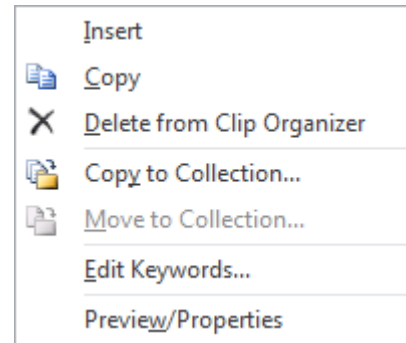 Insert
Copy
Delete from Clip Organizer
Copy to Collection...
Move to Collection...
Edit Keywords...
Preview/Properties